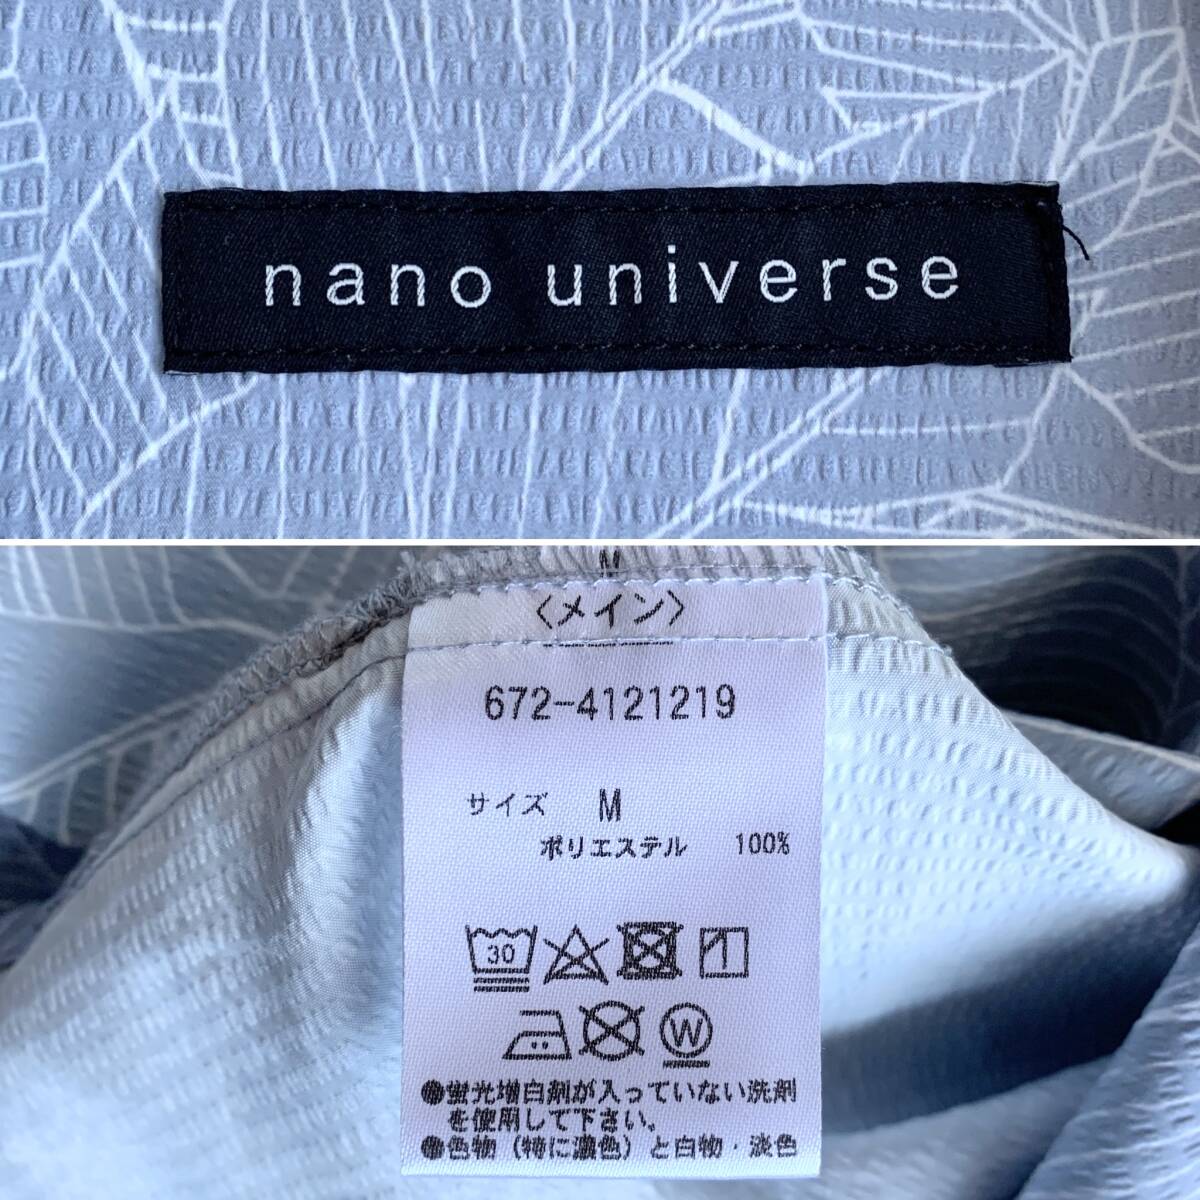 nano universe
M
〈メイン〉
672-4121219
サイズ M
ポリエステル 100%
30
W
●蛍光増白剤が入っていない洗剤
を使用して下さい。
●色物（特に濃色）と白物・淡色